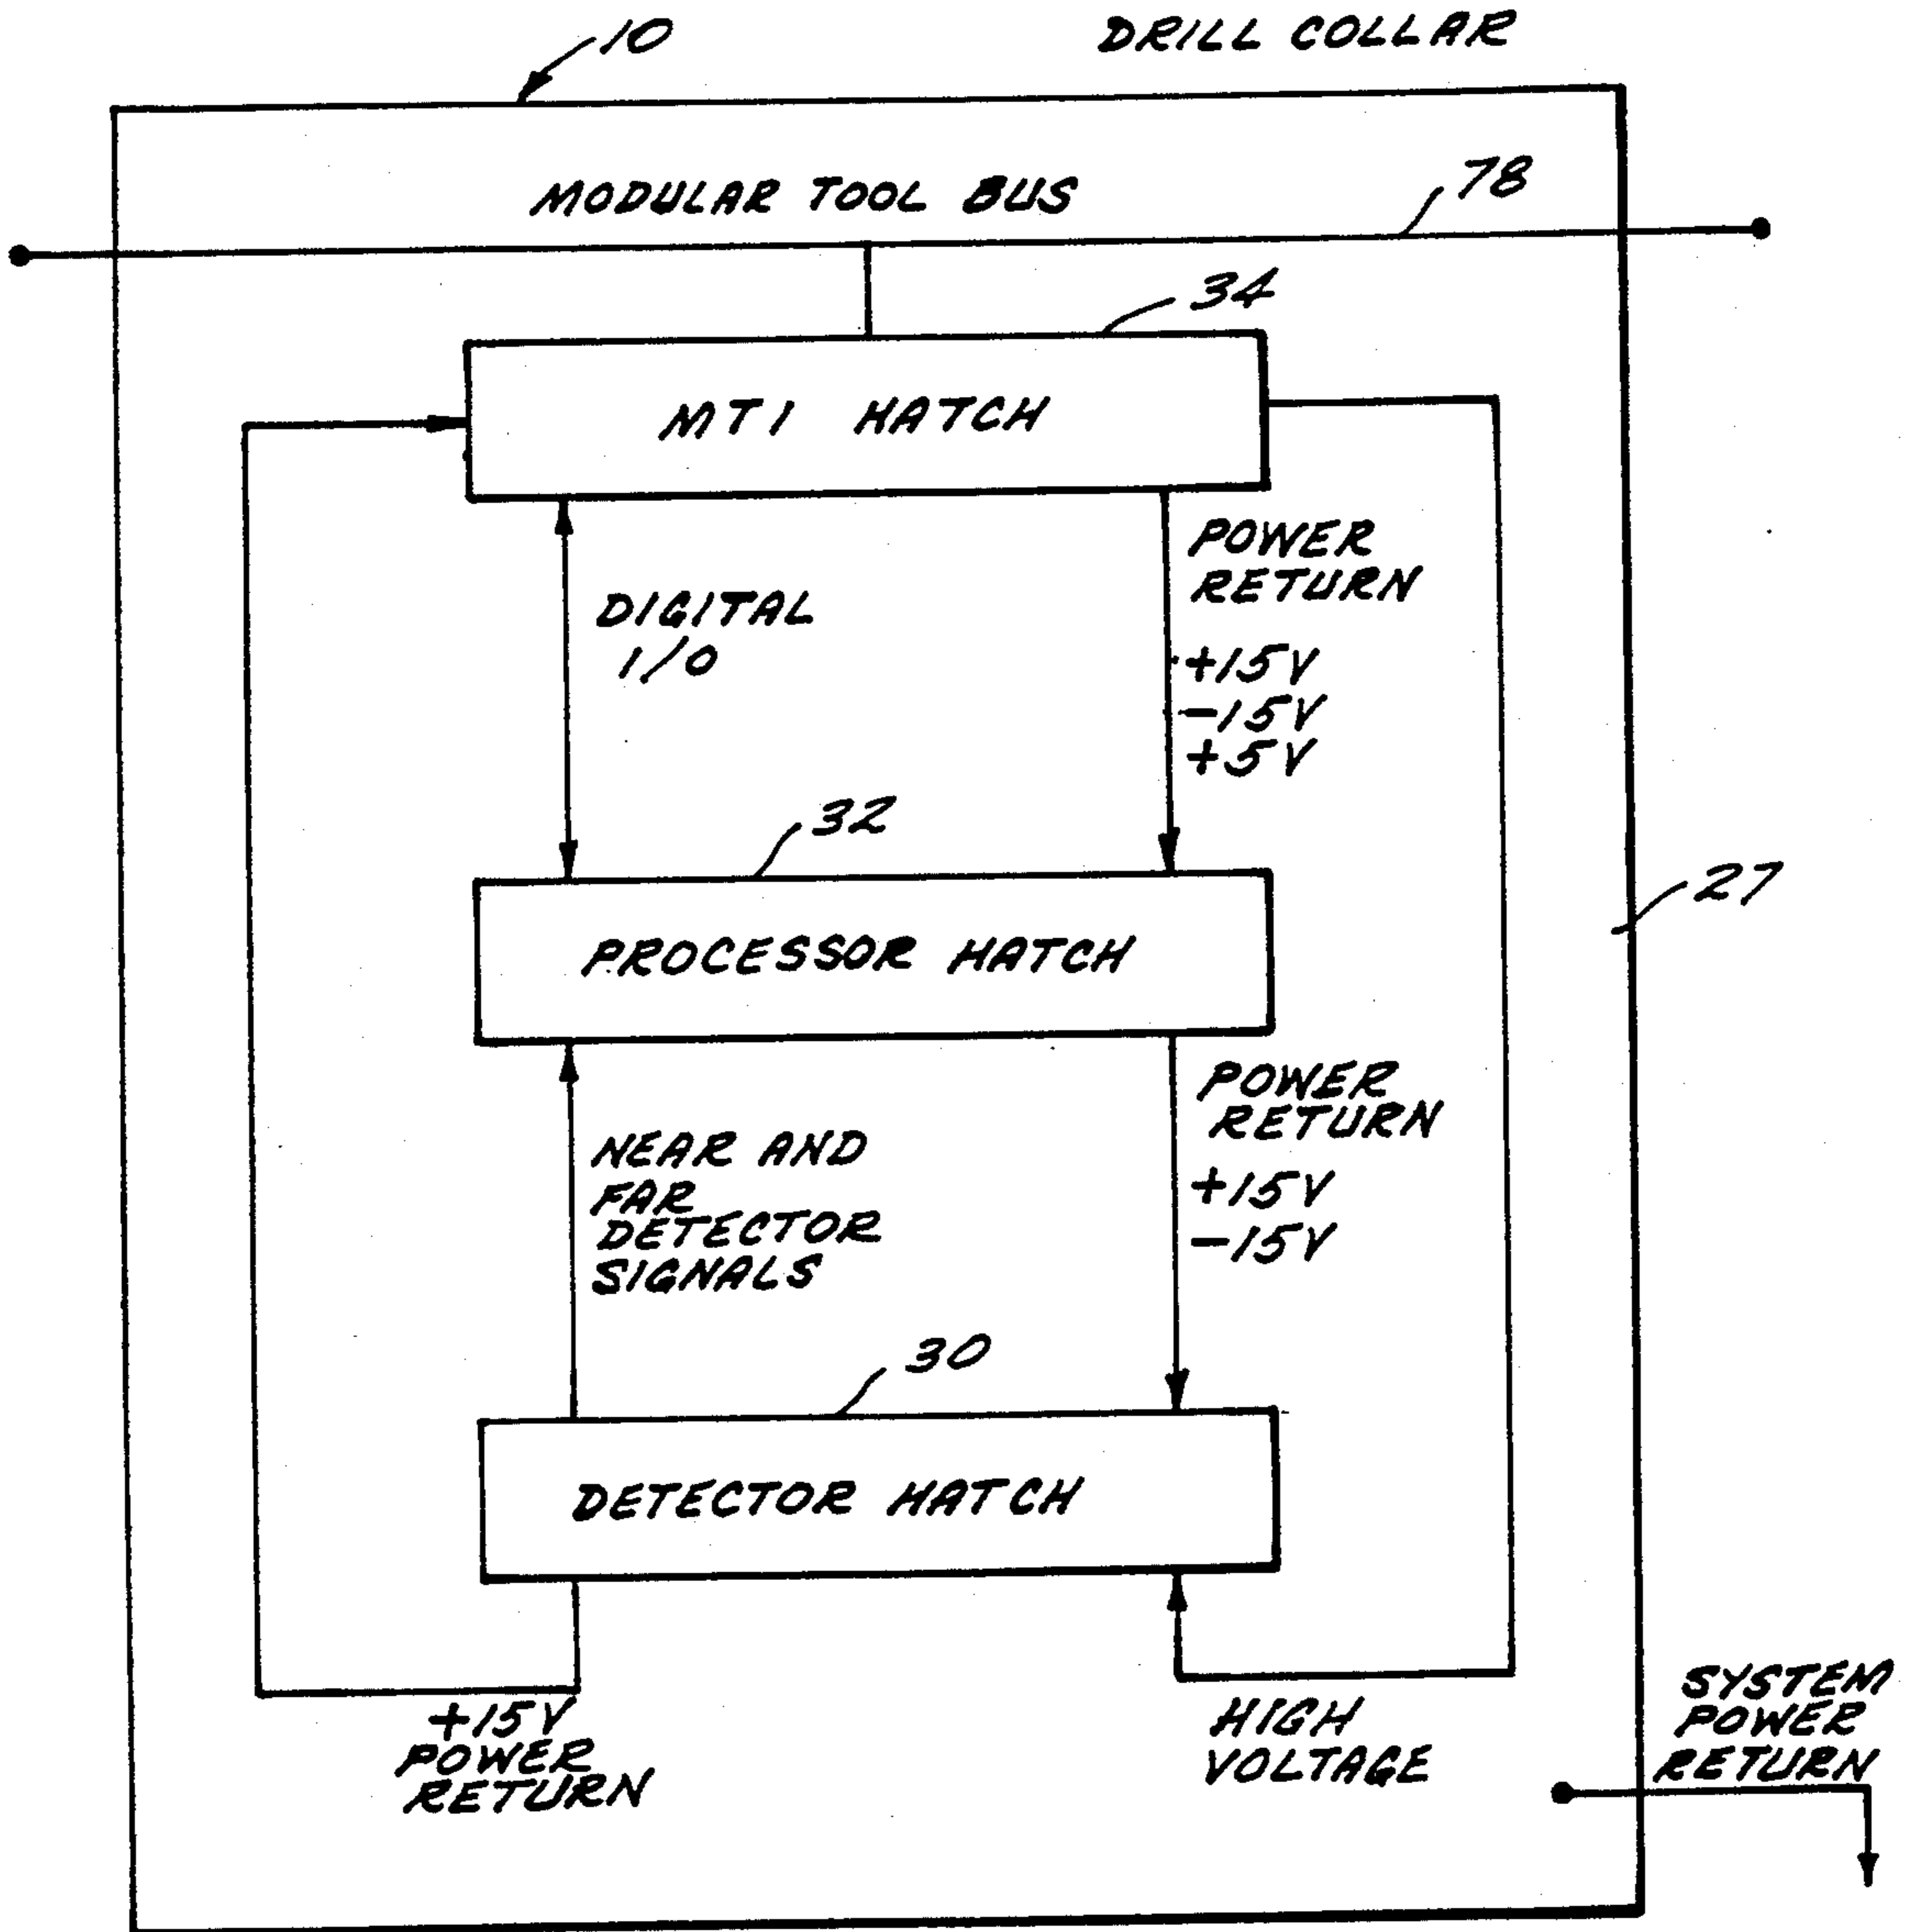 10
DRILL COLLAR
MODULAR TOOL BUS
78
34
MTI HATCH
POWER
RETURN
+15V
-15V
+5V
DIGITAL
I/O
32
27
PROCESSOR HATCH
POWER
RETURN
+15V
-15V
NEAR AND
FAR
DETECTOR
SIGNALS
30
DETECTOR HATCH
+15V
POWER
RETURN
HIGH
VOLTAGE
SYSTEM
POWER
RETURN